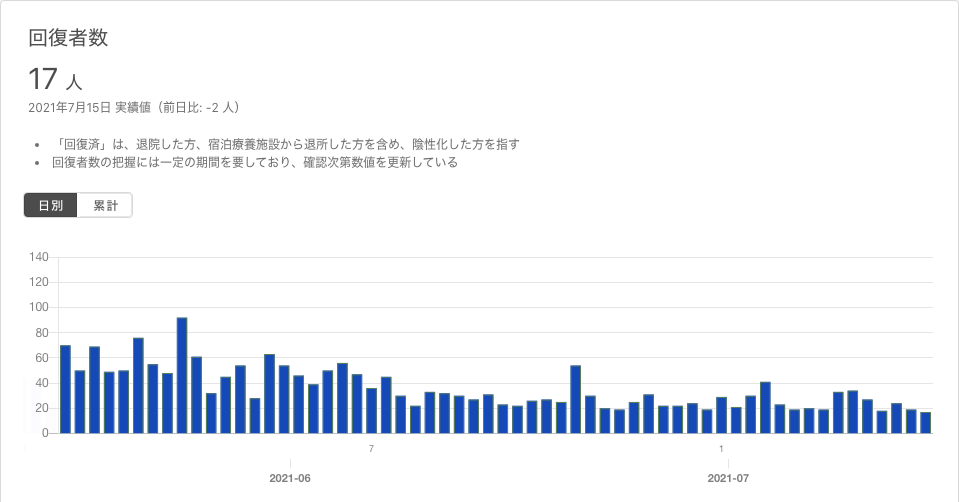 回復者数
17 人
2021年7月15日 実績値（前日比: -2 人）
• 「回復済」は、退院した方、宿泊療養施設から退所した方を含め、陰性化した方を指す
• 回復者数の把握には一定の期間を要しており、確認次第数値を更新している
日別 累計
140
120
100
80
60
40
20
0
7 1
2021-06 2021-07